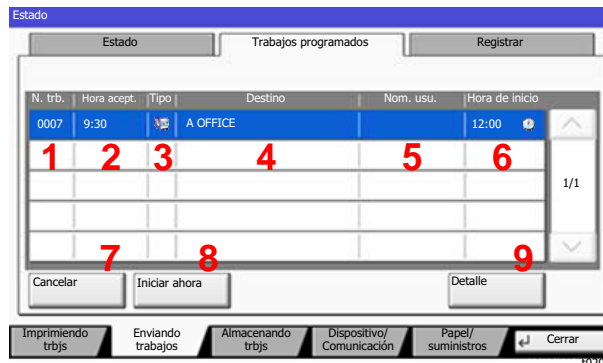 Estado
Estado Trabajos programados Registrar
N. trb. Hora acept. Tipo Destino Nom. usu. Hora de inicio
0007 9:30 A OFFICE 12:00
1 2 3 4 5 6
1/1
7 8 9
Cancelar Iniciar ahora Detalle
Imprimiendo trbjs Enviando trabajos Almacenando trbjs Dispositivo/ Comunicación Papel/ suministros Cerrar